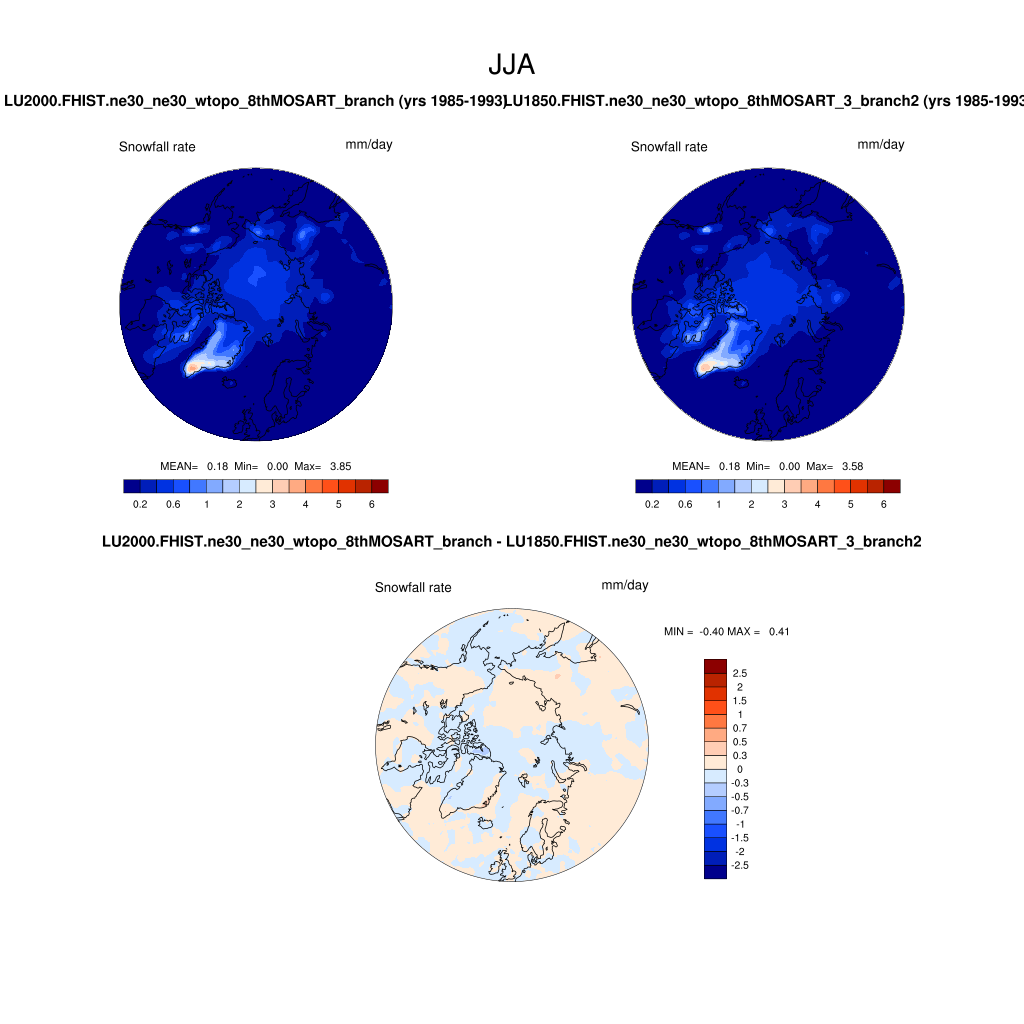 JJA
LU2000.FHIST.ne30_ne30_wtopo_8thMOSART_branch (yrs 1985-1993)
LU1850.FHIST.ne30_ne30_wtopo_8thMOSART_3_branch2 (yrs 1985-1993
Snowfall rate mm/day
Snowfall rate mm/day
MEAN= 0.18 Min= 0.00 Max= 3.85
MEAN= 0.18 Min= 0.00 Max= 3.58
0.2 0.6 1 2 3 4 5 6
0.2 0.6 1 2 3 4 5 6
LU2000.FHIST.ne30_ne30_wtopo_8thMOSART_branch - LU1850.FHIST.ne30_ne30_wtopo_8thMOSART_3_branch2
Snowfall rate mm/day
MIN = -0.40 MAX = 0.41
2.5
2
1.5
1
0.7
0.5
0.3
0
-0.3
-0.5
-0.7
-1
-1.5
-2
-2.5